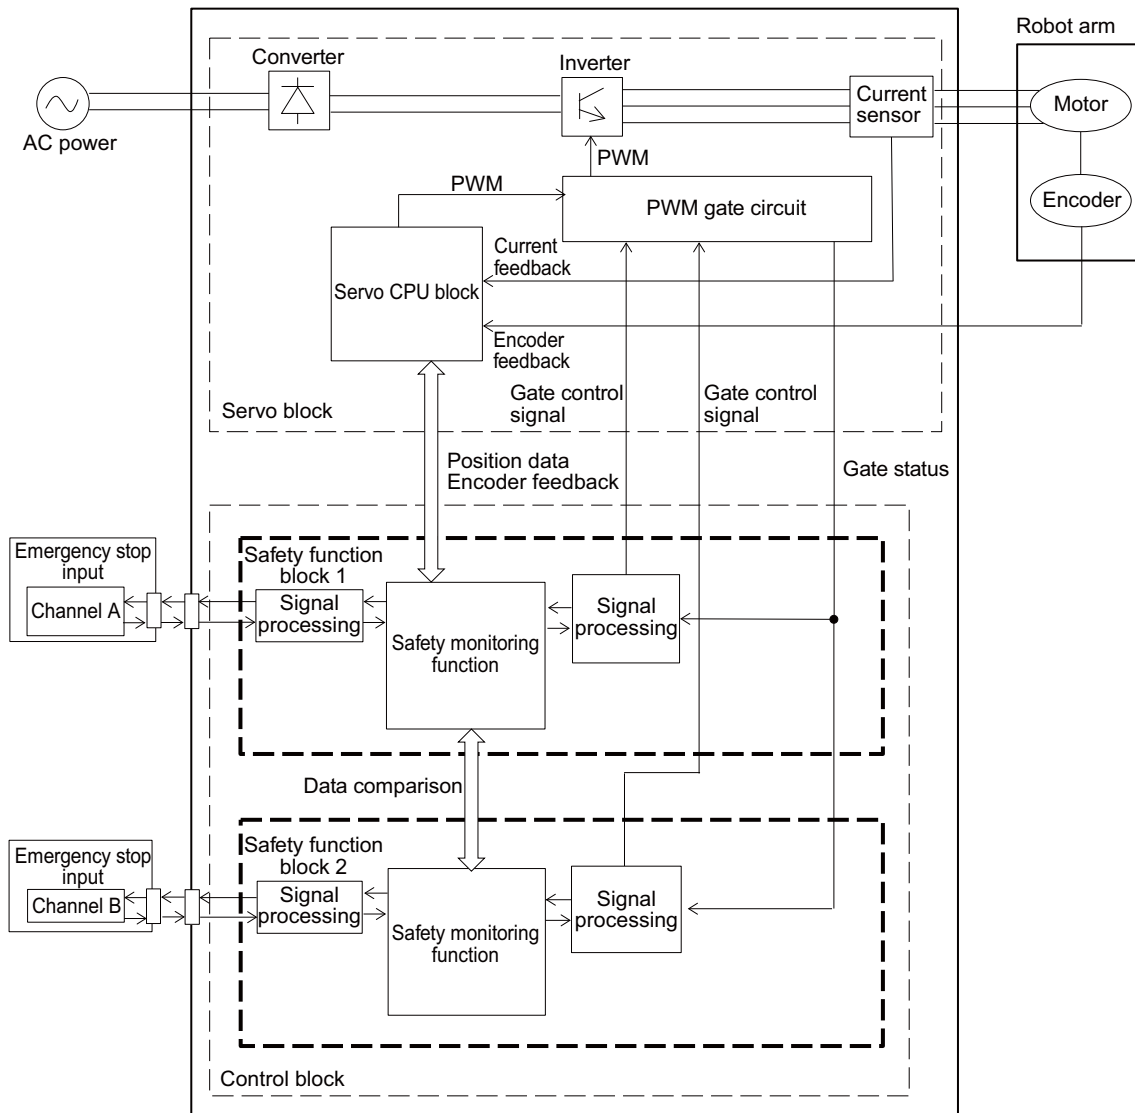 Robot arm
Converter
Inverter
Current
sensor
Motor
AC power
PWM
PWM
PWM gate circuit
Encoder
Current
feedback
Servo CPU block
Encoder
feedback
Gate control
signal
Gate control
signal
Servo block
Position data
Encoder feedback
Gate status
Emergency stop
input
Channel A
Safety function
block 1
Signal
processing
Safety monitoring
function
Signal
processing
Data comparison
Emergency stop
input
Channel B
Safety function
block 2
Signal
processing
Safety monitoring
function
Signal
processing
Control block